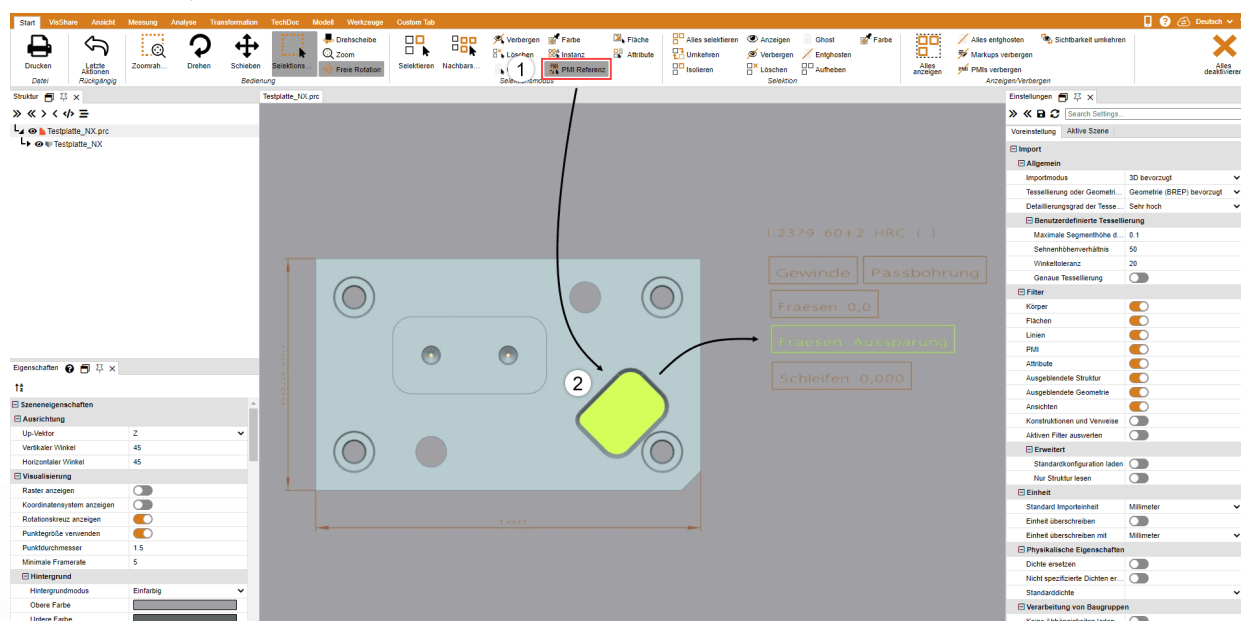 Start VisShare Ansicht Messung Analyse Transformation TechDoc Modell Werkzeuge Custom Tab
Deutsch
Drucken
Letzte Aktionen
Zoomrah...
Drehen
Schieben
Selektions...
Drehscheibe
Zoom
Freie Rotation
Selektieren
Nachbars...
Verbergen
Löschen
Farbe
Instanz
PMI Referenz
Fläche
Attribute
Alles selektieren
Umkehren
Isolieren
Anzeigen
Verbergen
Löschen
Ghost
Entghosten
Aufheben
Farbe
Alles anzeigen
Alles entghosten
Markups verbergen
PMIs verbergen
Sichtbarkeit umkehren
Alles deaktivieren
Datei
Rückgängig
Bedienung
Selektion
Anzeigen/Verbergen
1
Struktur
Testplatte_NX.prc
Testplatte_NX
Testplatte_NX.prc
1.2379 60+2 HRC ( )
Gewinde
Passbohrung
Fraesen 0,0
Fraesen Aussparung
Schleifen 0,000
2
100
Eigenschaften
Szeneneigenschaften
Ausrichtung
Up-Vektor Z
Vertikaler Winkel 45
Horizontaler Winkel 45
Visualisierung
Raster anzeigen
Koordinatensystem anzeigen
Rotationskreuz anzeigen
Punktegröße verwenden
Punktdurchmesser 1.5
Minimale Framerate 5
Hintergrund
Hintergrundmodus Einfarbig
Obere Farbe
Untere Farbe
Einstellungen
Search Settings...
Voreinstellung Aktive Szene
Import
Allgemein
Importmodus 3D bevorzugt
Tessellierung oder Geometri... Geometrie (BREP) bevorzugt
Detaillierungsgrad der Tesse... Sehr hoch
Benutzerdefinierte Tessellierung
Maximale Segmenthöhe d... 0.1
Sehnenhöhenverhältnis 50
Winkeltoleranz 20
Genaue Tessellierung
Filter
Körper
Flächen
Linien
PMI
Attribute
Ausgeblendete Struktur
Ausgeblendete Geometrie
Ansichten
Konstruktionen und Verweise
Aktiven Filter auswerten
Erweitert
Standardkonfiguration laden
Nur Struktur lesen
Einheit
Standard Importeinheit Millimeter
Einheit überschreiben
Einheit überschreiben mit Millimeter
Physikalische Eigenschaften
Dichte ersetzen
Nicht spezifizierte Dichten er...
Standarddichte
Verarbeitung von Baugruppen
Keine Abhängigkeiten laden